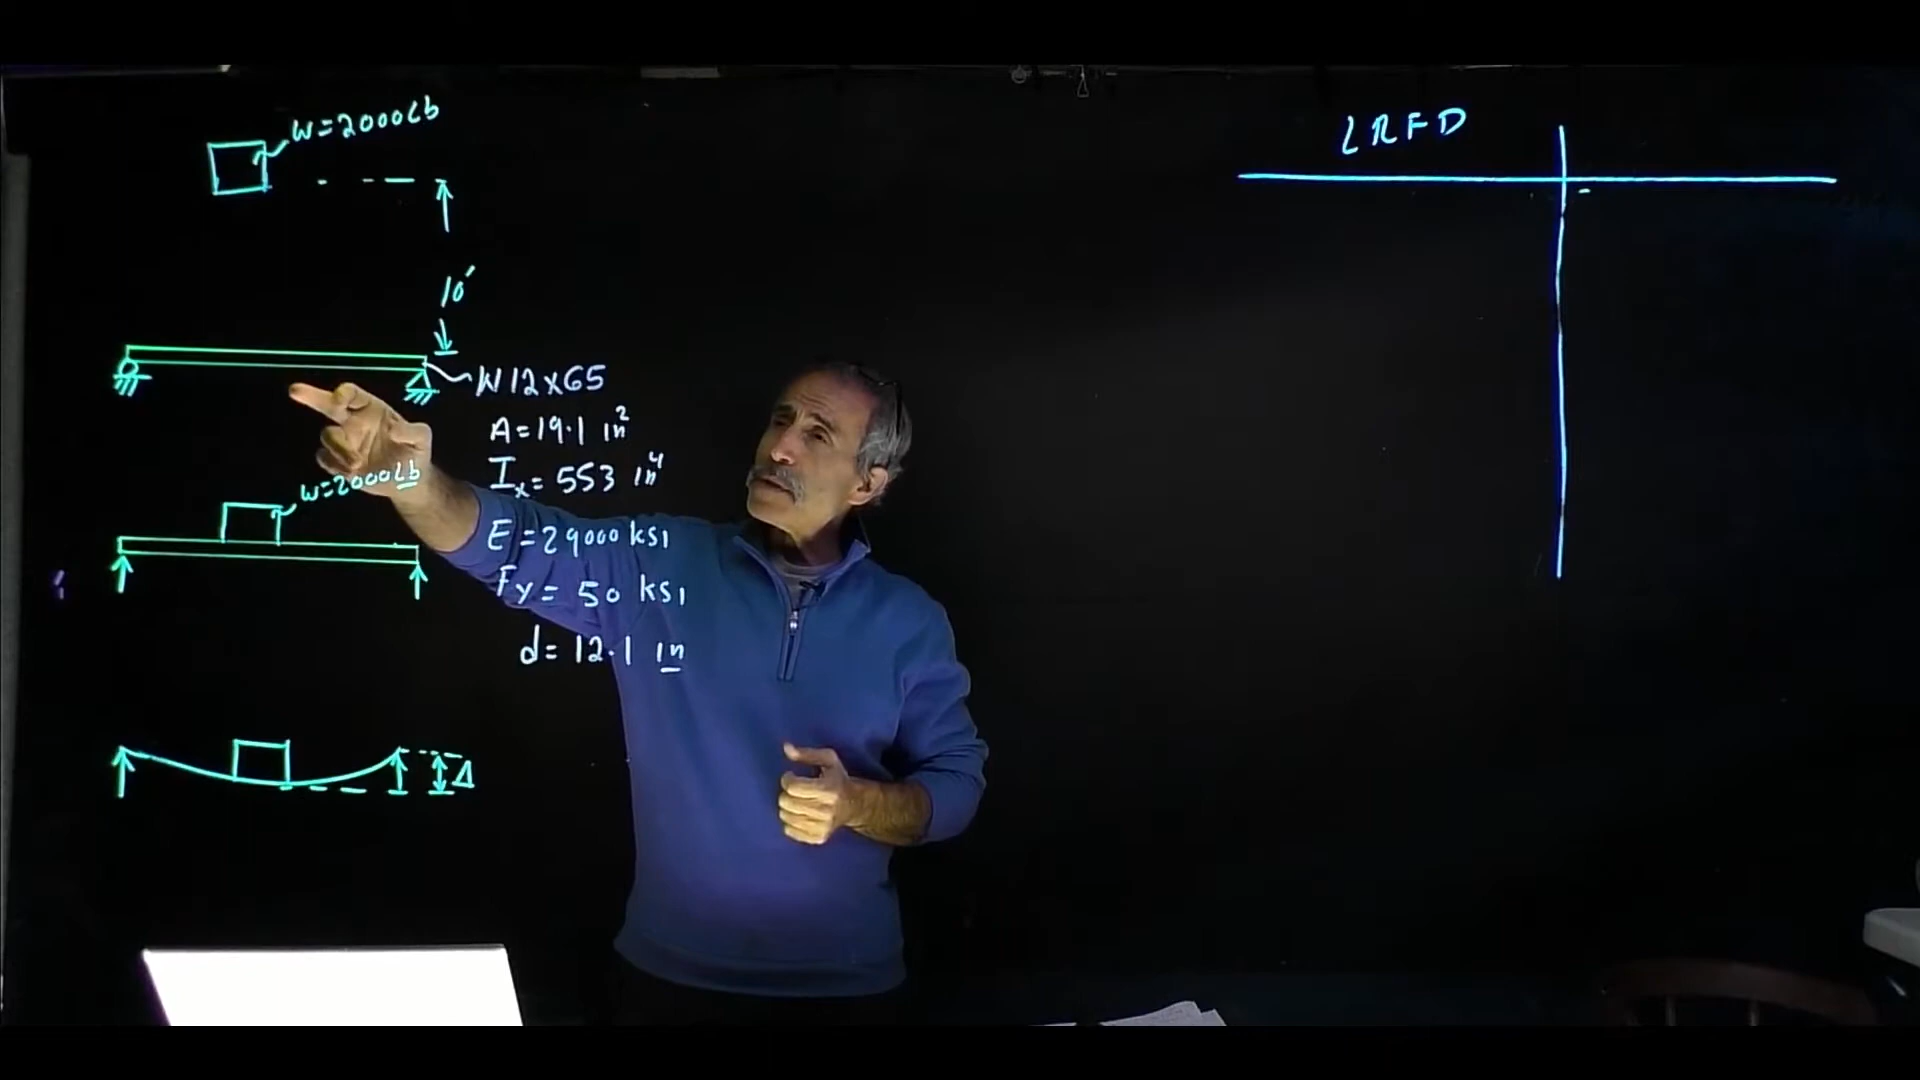 W=2000Lb
LRFD
10'
W12x65
A=19.1 in²
Ix=553 in⁴
W=2000Lb
E=29000 ksi
Fy=50 ksi
d=12.1 in
Δ